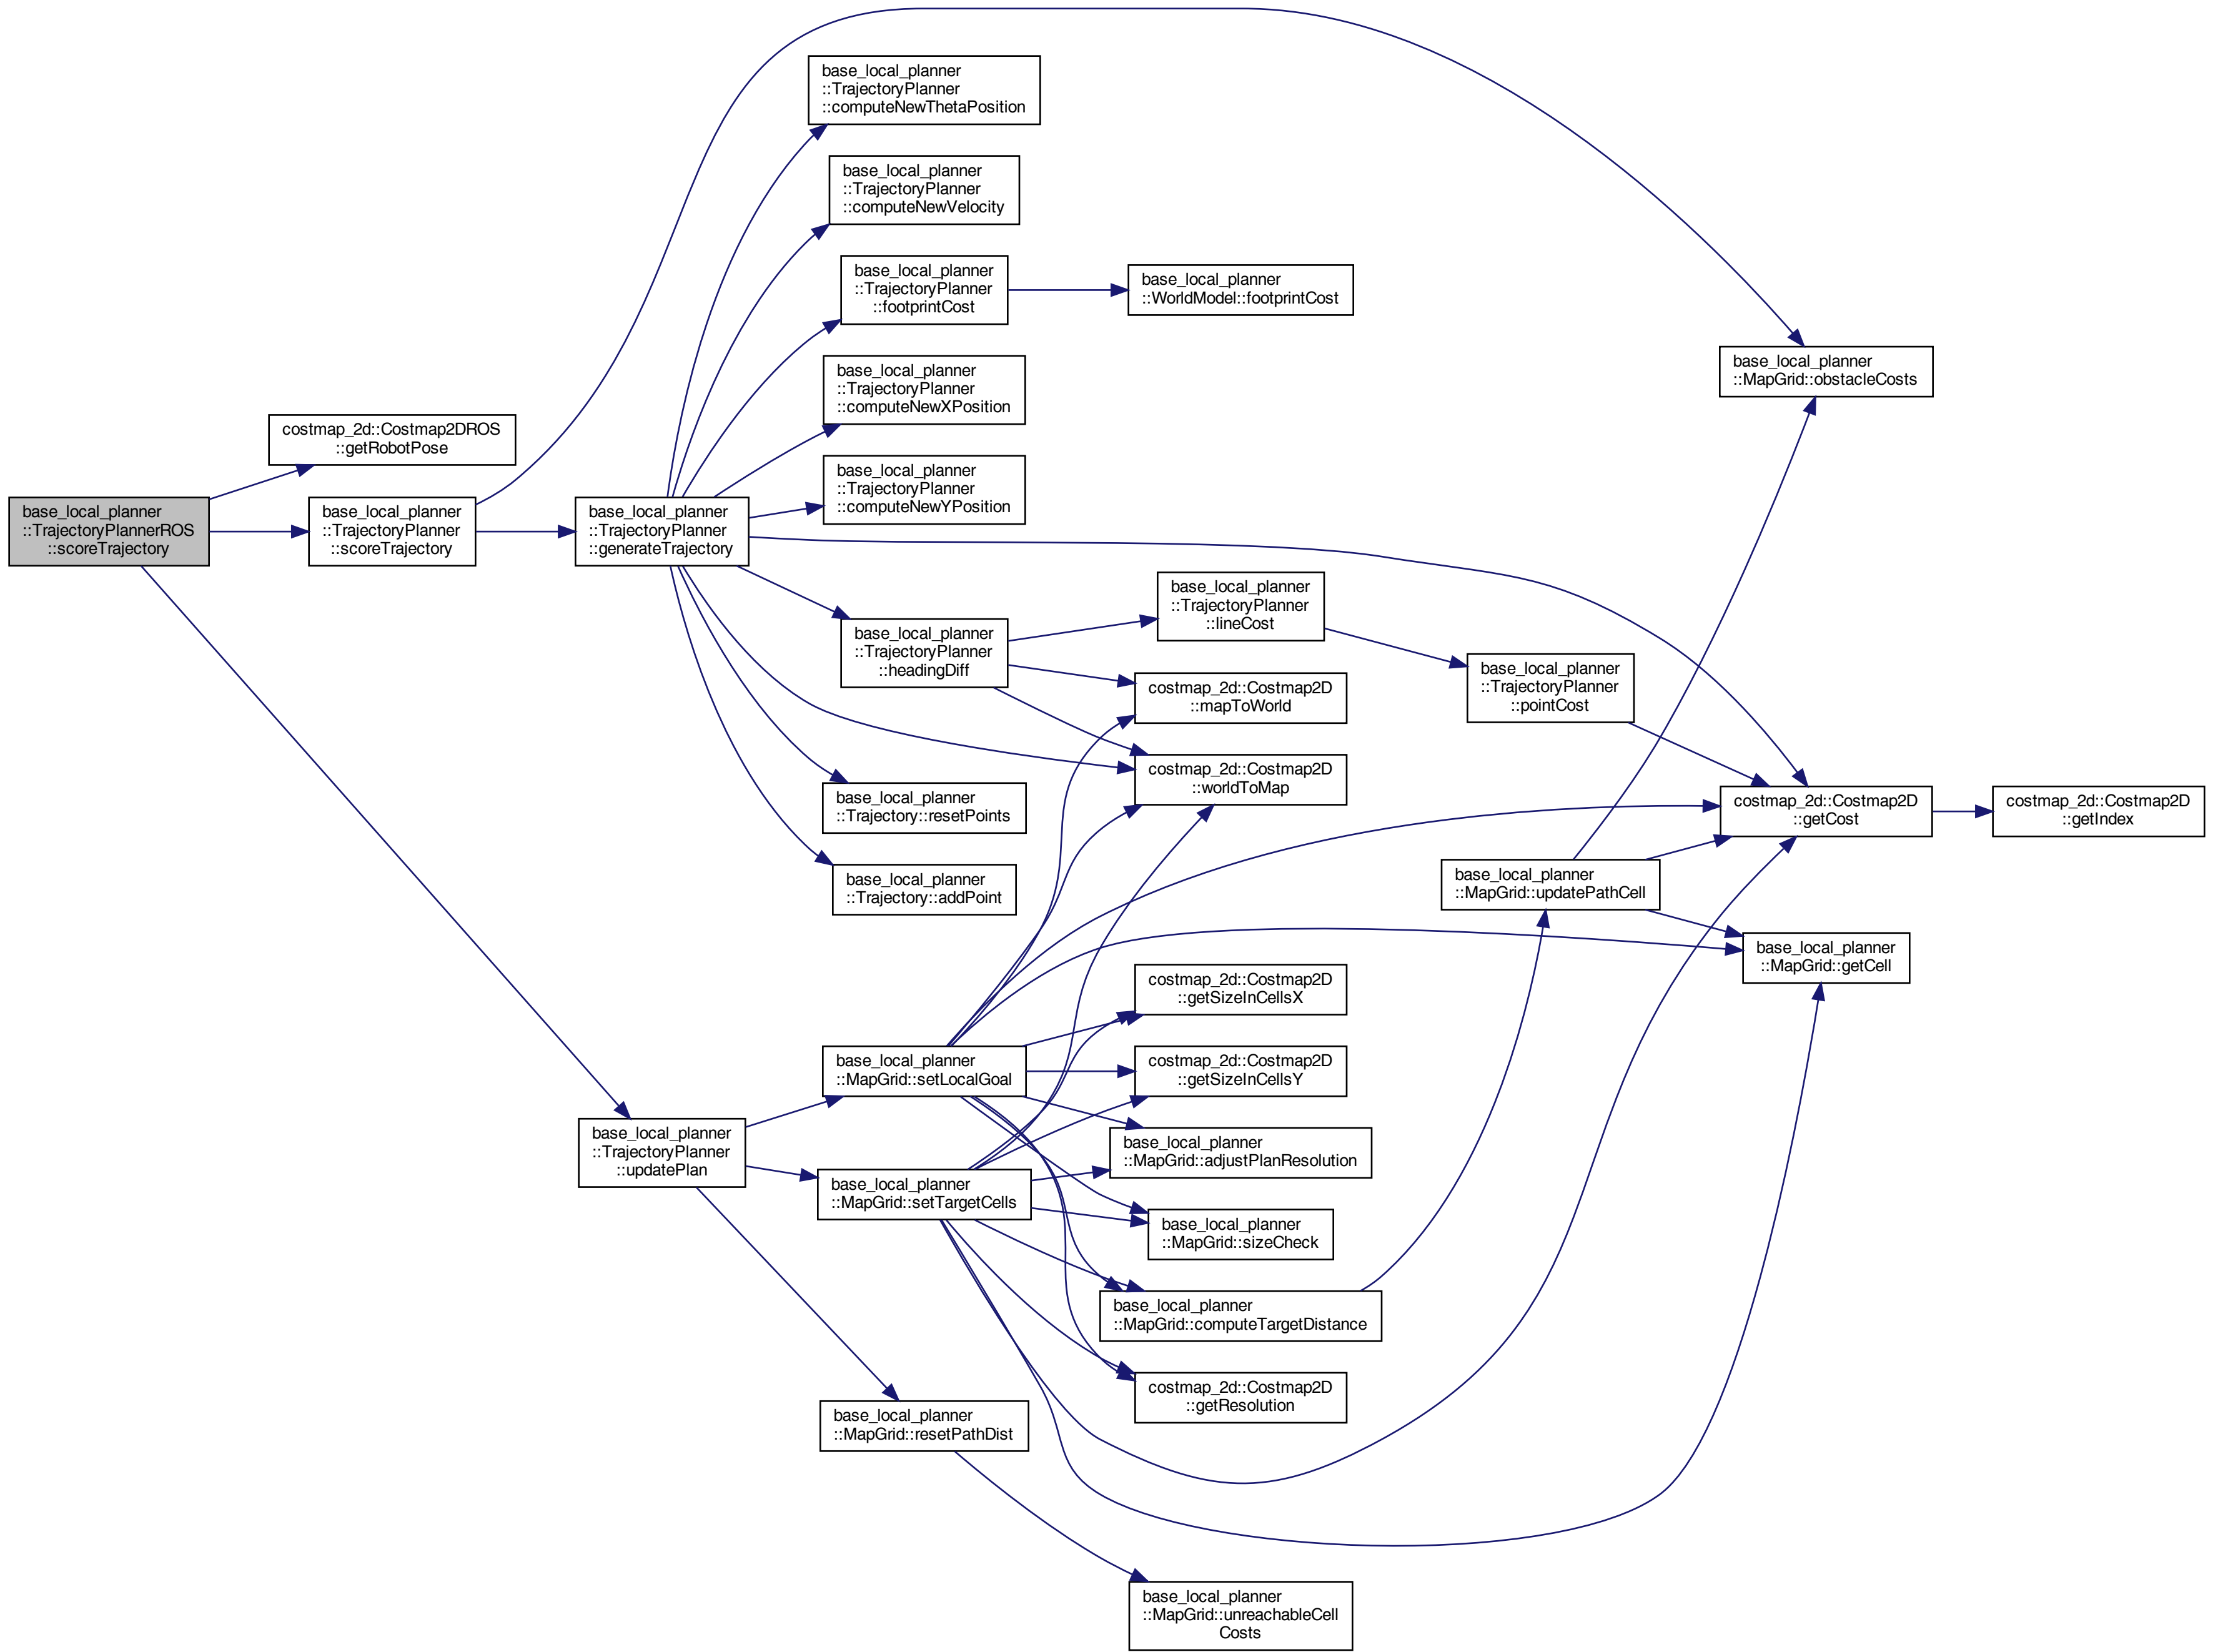 base_local_planner
::TrajectoryPlanner
::computeNewThetaPosition
base_local_planner
::TrajectoryPlanner
::computeNewVelocity
base_local_planner
::TrajectoryPlanner
::footprintCost
base_local_planner
::WorldModel::footprintCost
base_local_planner
::MapGrid::obstacleCosts
base_local_planner
::TrajectoryPlanner
::computeNewXPosition
costmap_2d::Costmap2DROS
::getRobotPose
base_local_planner
::TrajectoryPlanner
::computeNewYPosition
base_local_planner
::TrajectoryPlannerROS
::scoreTrajectory
base_local_planner
::TrajectoryPlanner
::scoreTrajectory
base_local_planner
::TrajectoryPlanner
::generateTrajectory
base_local_planner
::TrajectoryPlanner
::lineCost
base_local_planner
::TrajectoryPlanner
::headingDiff
base_local_planner
::TrajectoryPlanner
::pointCost
costmap_2d::Costmap2D
::mapToWorld
costmap_2d::Costmap2D
::worldToMap
base_local_planner
::Trajectory::resetPoints
costmap_2d::Costmap2D
::getCost
costmap_2d::Costmap2D
::getIndex
base_local_planner
::Trajectory::addPoint
base_local_planner
::MapGrid::updatePathCell
base_local_planner
::MapGrid::getCell
costmap_2d::Costmap2D
::getSizeInCellsX
base_local_planner
::MapGrid::setLocalGoal
costmap_2d::Costmap2D
::getSizeInCellsY
base_local_planner
::TrajectoryPlanner
::updatePlan
base_local_planner
::MapGrid::adjustPlanResolution
base_local_planner
::MapGrid::setTargetCells
base_local_planner
::MapGrid::sizeCheck
base_local_planner
::MapGrid::computeTargetDistance
costmap_2d::Costmap2D
::getResolution
base_local_planner
::MapGrid::resetPathDist
base_local_planner
::MapGrid::unreachableCell
Costs